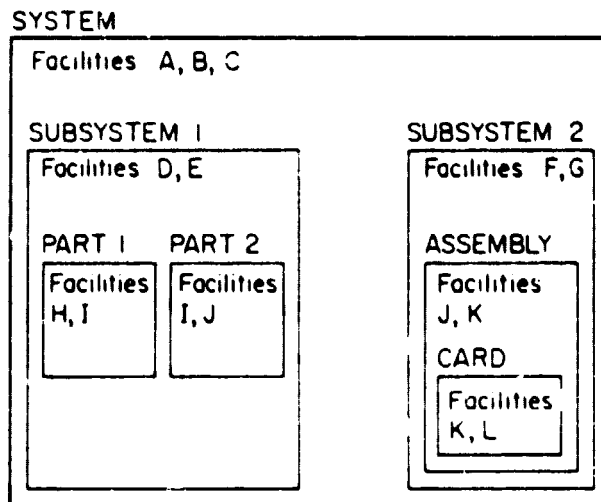 SYSTEM
Facilities A, B, C
SUBSYSTEM 1
Facilities D, E
PART 1
Facilities
H, I
PART 2
Facilities
I, J
SUBSYSTEM 2
Facilities F, G
ASSEMBLY
Facilities
J, K
CARD
Facilities
K, L